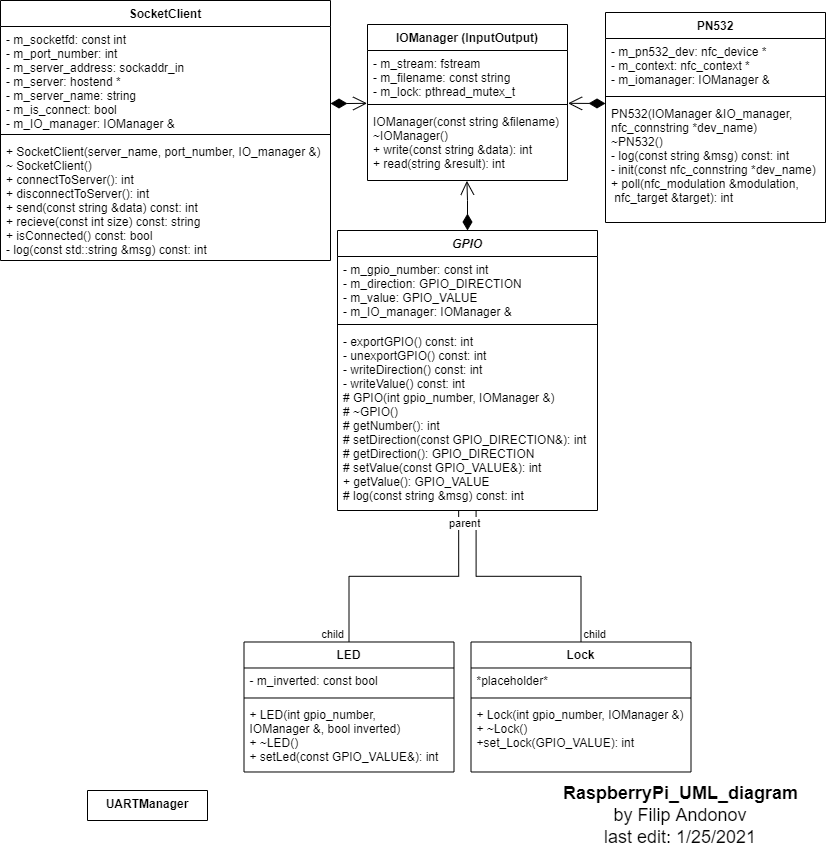 SocketClient
- m_socketfd: const int
- m_port_number: int
- m_server_address: sockaddr_in
- m_server: hostend *
- m_server_name: string
- m_is_connect: bool
- m_IO_manager: IOManager &
+ SocketClient(server_name, port_number, IO_manager &)
~ SocketClient()
+ connectToServer(): int
+ disconnectToServer(): int
+ send(const string &data) const: int
+ recieve(const int size) const: string
+ isConnected() const: bool
- log(const std::string &msg) const: int
IOManager (InputOutput)
- m_stream: fstream
- m_filename: const string
- m_lock: pthread_mutex_t
IOManager(const string &filename)
~IOManager()
+ write(const string &data): int
+ read(string &result): int
PN532
- m_pn532_dev: nfc_device *
- m_context: nfc_context *
- m_iomanager: IOManager &
PN532(IOManager &IO_manager,
nfc_connstring *dev_name)
~PN532()
- log(const string &msg) const: int
- init(const nfc_connstring *dev_name)
+ poll(nfc_modulation &modulation,
nfc_target &target): int
GPIO
- m_gpio_number: const int
- m_direction: GPIO_DIRECTION
- m_value: GPIO_VALUE
- m_IO_manager: IOManager &
- exportGPIO() const: int
- unexportGPIO() const: int
- writeDirection() const: int
- writeValue() const: int
# GPIO(int gpio_number, IOManager &)
# ~GPIO()
# getNumber(): int
# setDirection(const GPIO_DIRECTION&): int
# getDirection(): GPIO_DIRECTION
# setValue(const GPIO_VALUE&): int
+ getValue(): GPIO_VALUE
# log(const string &msg) const: int
parent
child
child
LED
- m_inverted: const bool
+ LED(int gpio_number,
IOManager &, bool inverted)
+ ~LED()
+ setLed(const GPIO_VALUE&): int
Lock
*placeholder*
+ Lock(int gpio_number, IOManager &)
+ ~Lock()
+set_Lock(GPIO_VALUE): int
UARTManager
RaspberryPi_UML_diagram
by Filip Andonov
last edit: 1/25/2021